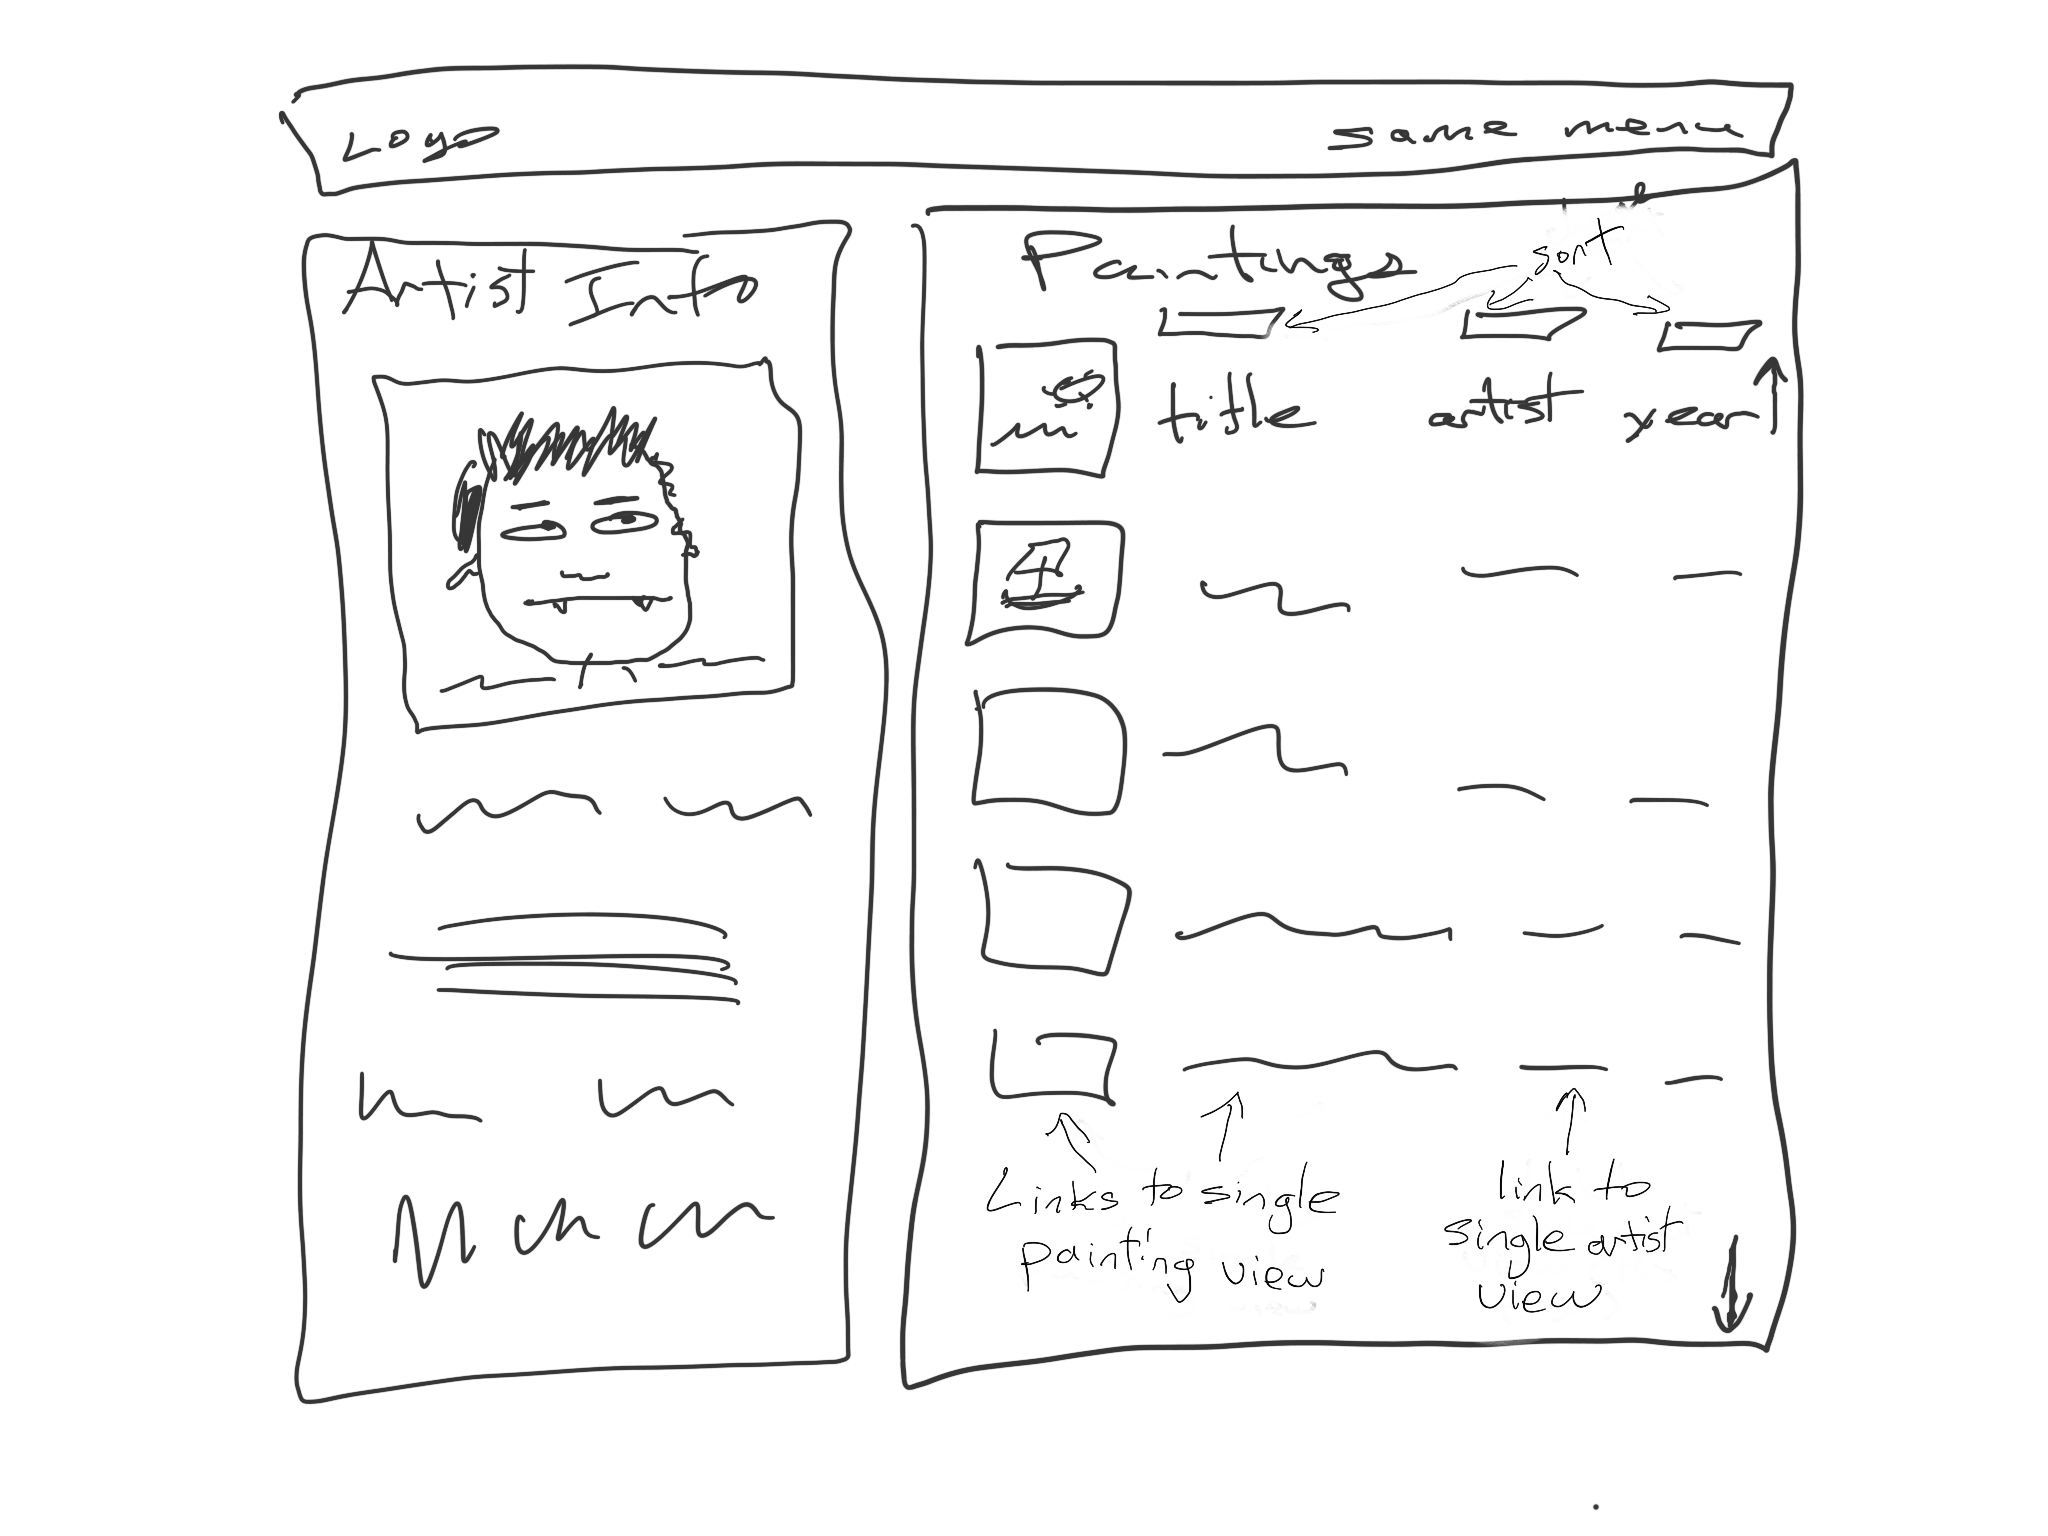 Logo
same menu
Artist Info
Paintings
sort
title artist year
Links to single
painting view
link to
single artist
view